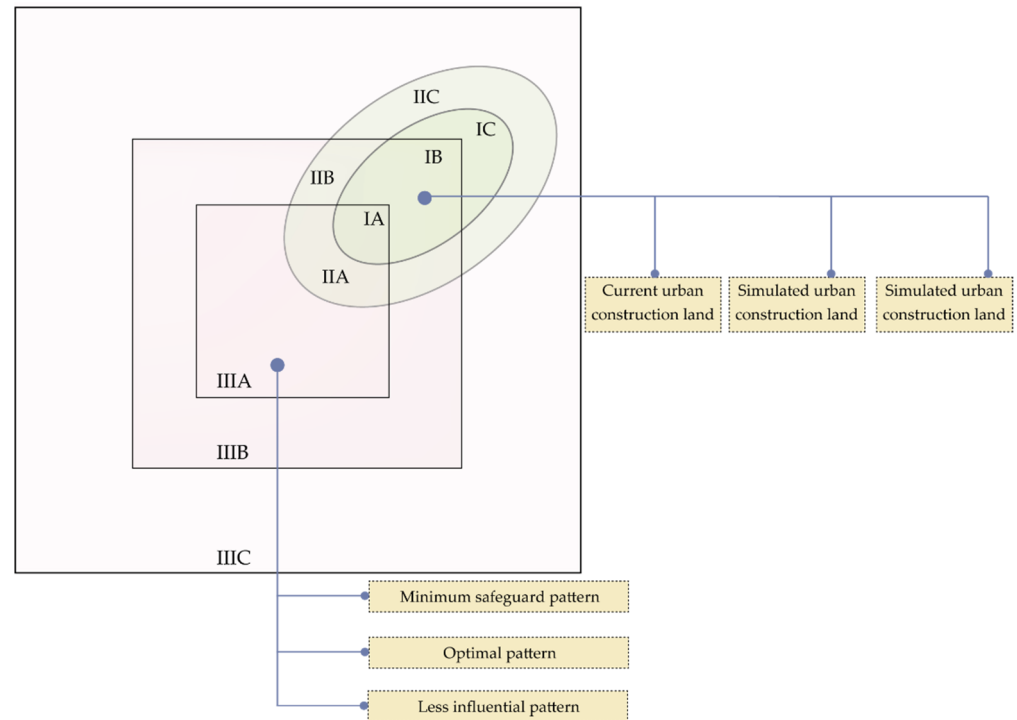 IIC
IC
IB
IIB
IA
IIA
Current urban
construction land
Simulated urban
construction land
Simulated urban
construction land
IIIA
IIIB
IIIC
Minimum safeguard pattern
Optimal pattern
Less influential pattern